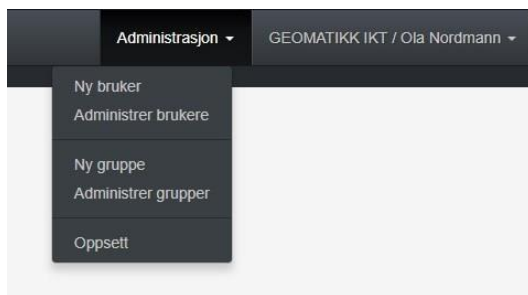 Administrasjon
GEOMATIKK IKT / Ola Nordmann
Ny bruker
Administrer brukere
Ny gruppe
Administrer grupper
Oppsett